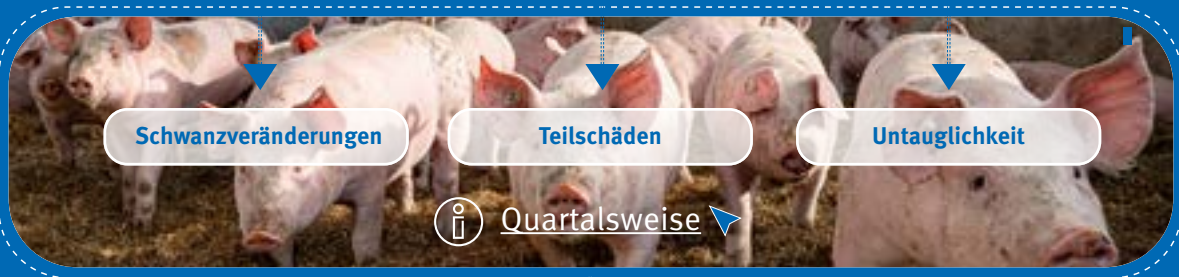 Schwanzveränderungen
Teilschäden
Untauglichkeit
Quartalsweise